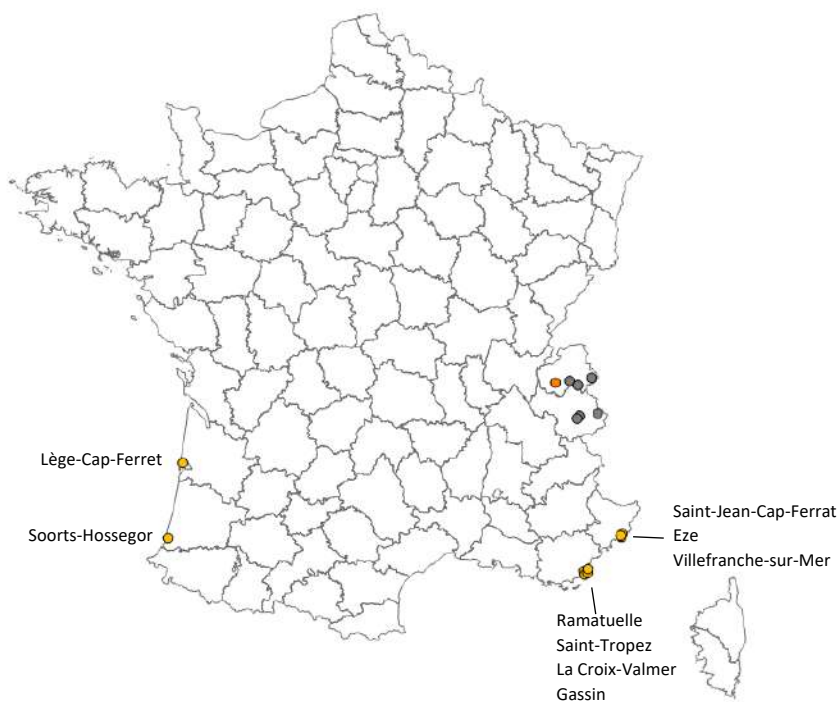 Lège-Cap-Ferret
Soorts-Hossegor
Saint-Jean-Cap-Ferrat
Eze
Villefranche-sur-Mer
Ramatuelle
Saint-Tropez
La Croix-Valmer
Gassin